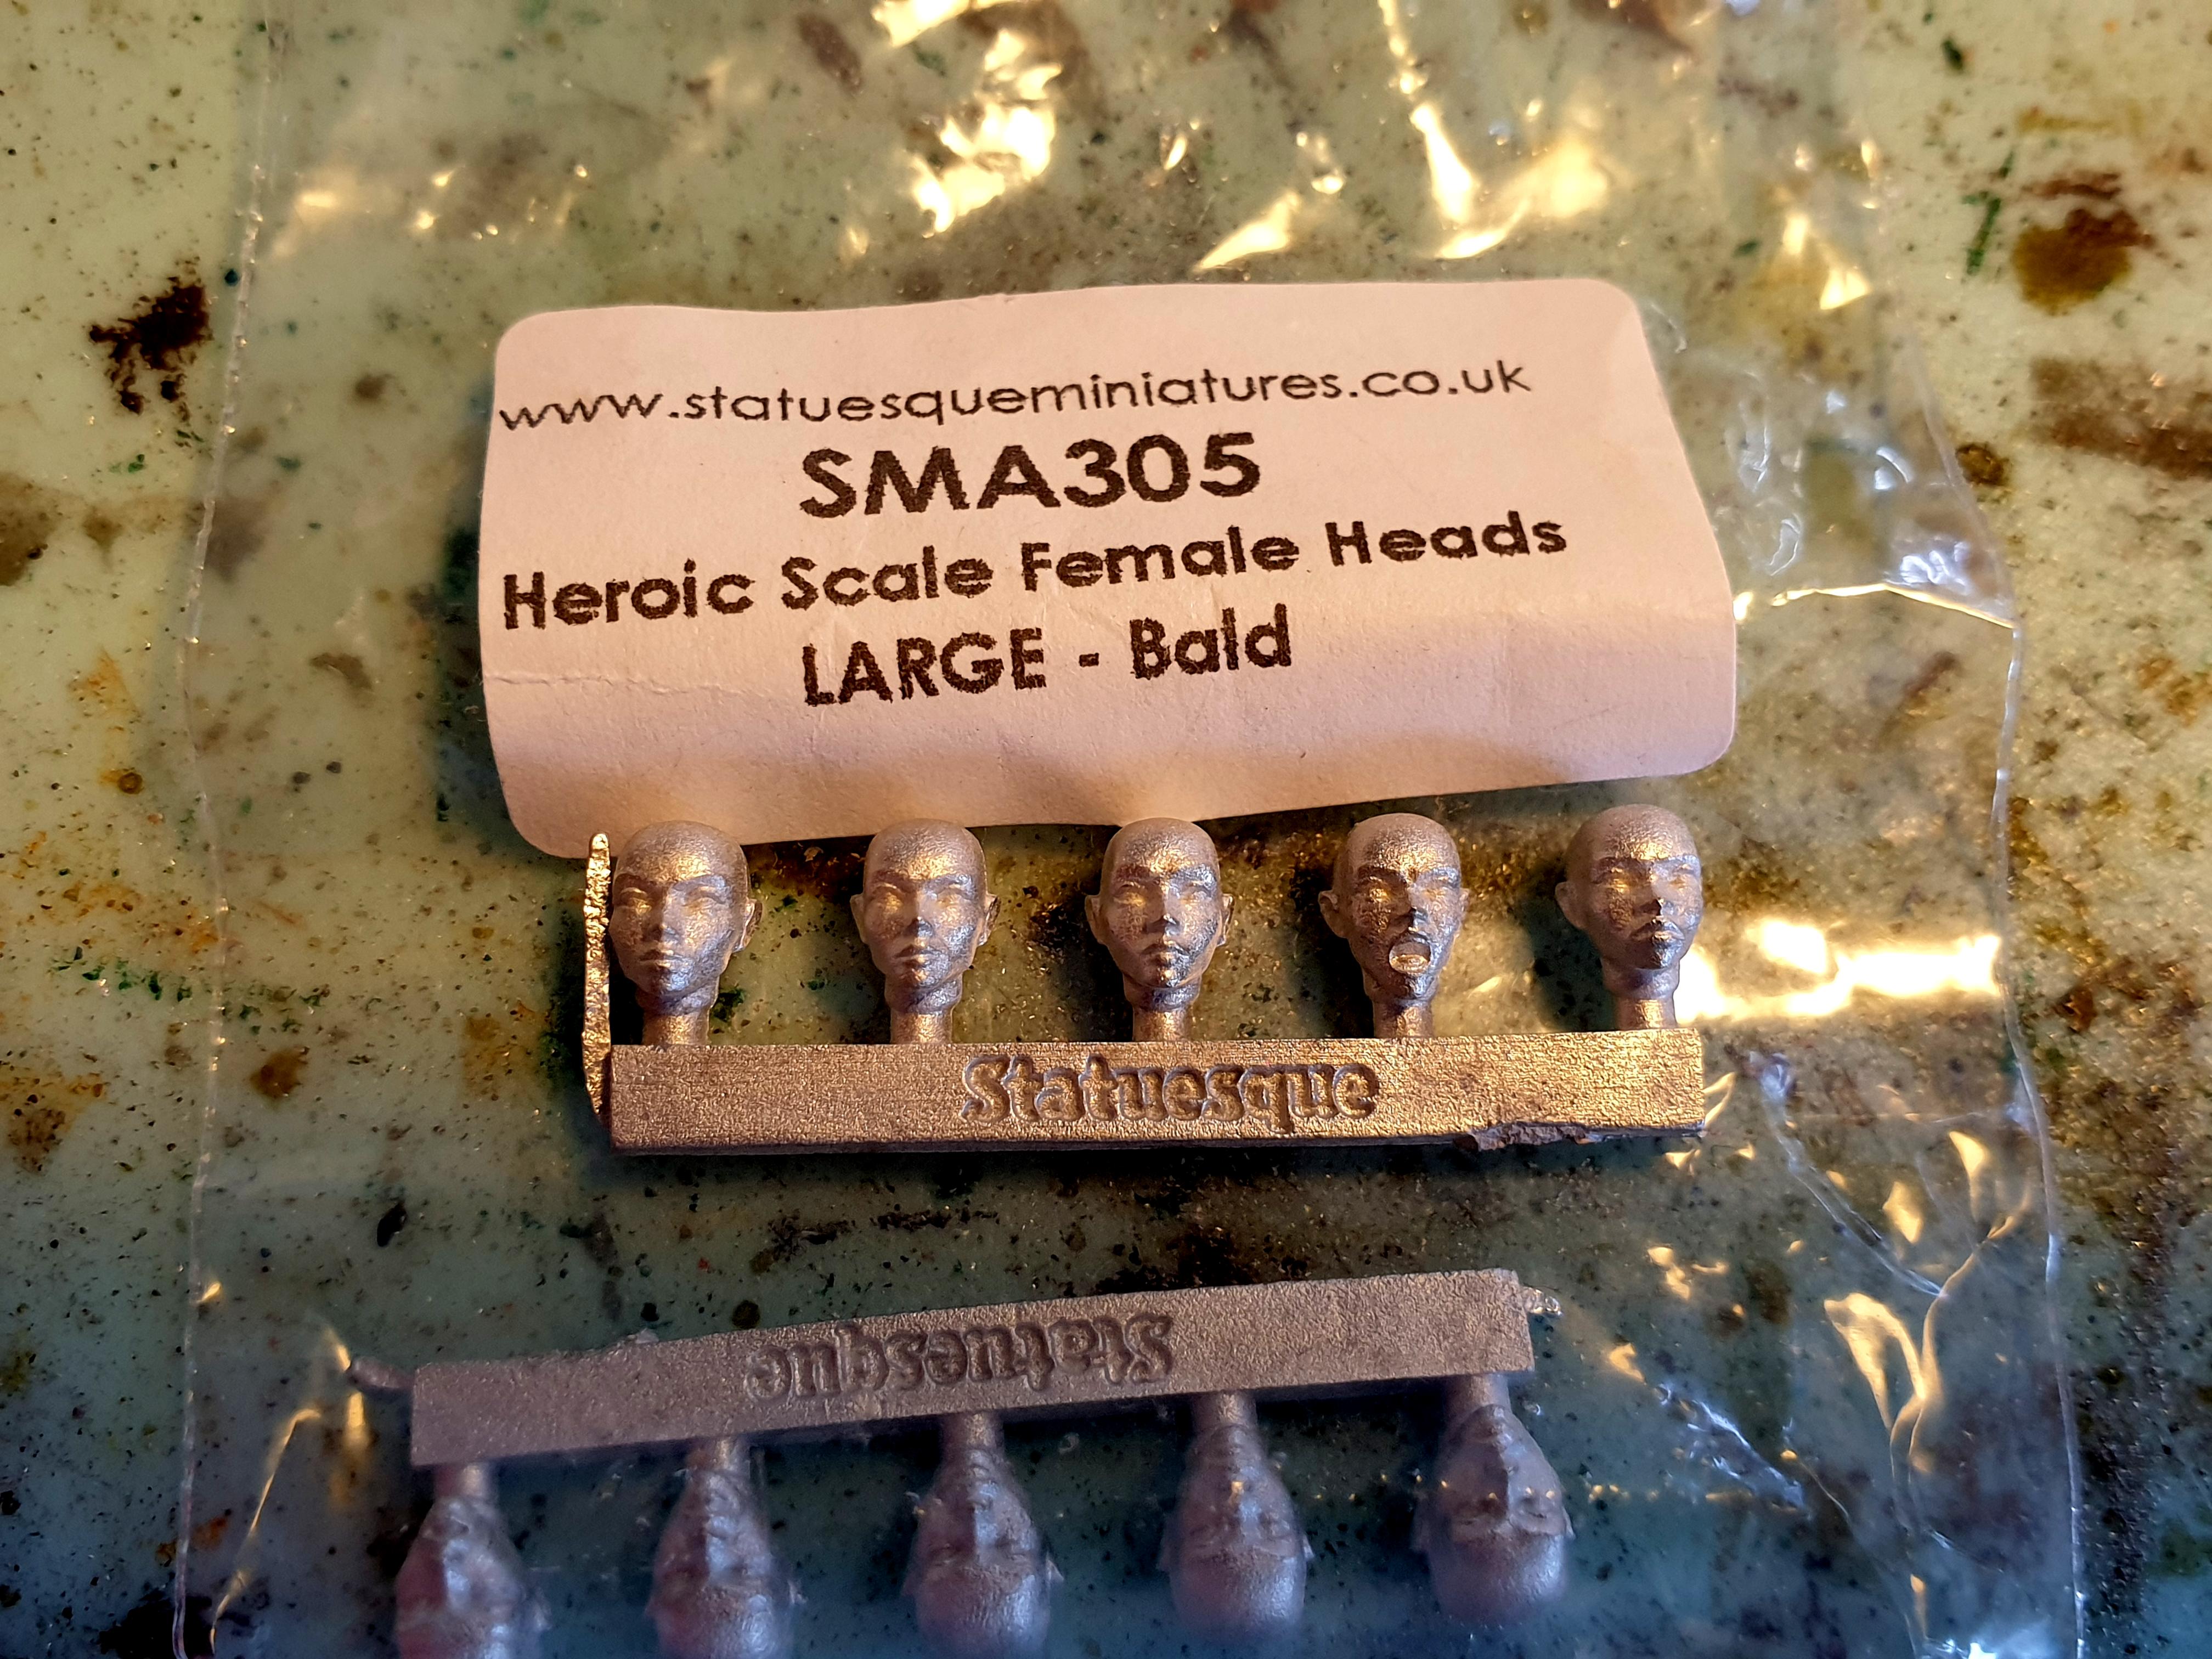 www.statuesqueminiatures.co.uk
SMA305
Heroic Scale Female Heads
LARGE - Bald
Statuesque
Statuesque